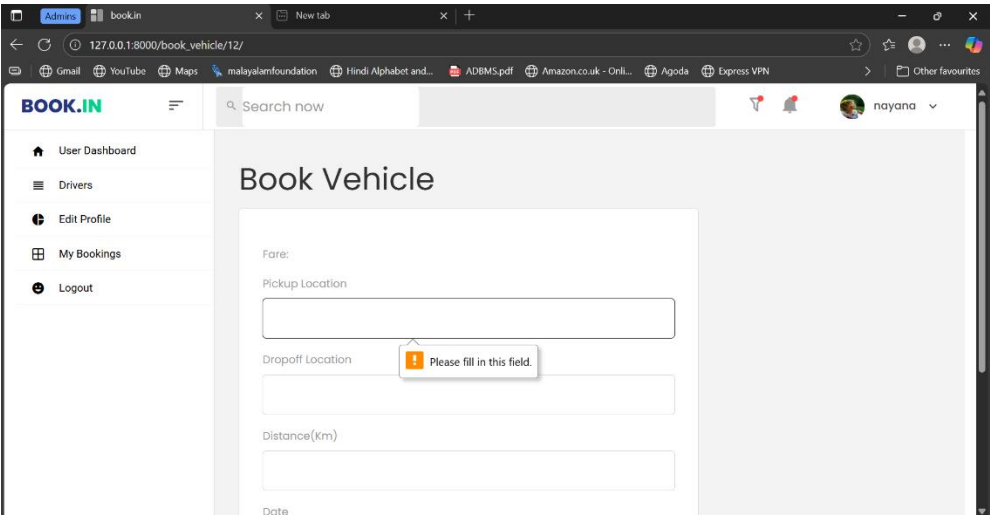 Admins book.in New tab
127.0.0.1:8000/book_vehicle/12/
Gmail YouTube Maps malayalamfoundation Hindi Alphabet and... ADBMS.pdf Amazon.co.uk - Onli... Agoda Express VPN Other favourites
BOOK.IN Search now nayana
User Dashboard
Book Vehicle
Drivers
Edit Profile
My Bookings
Logout
Fare:
Pickup Location
Please fill in this field.
Dropoff Location
Distance(Km)
Date